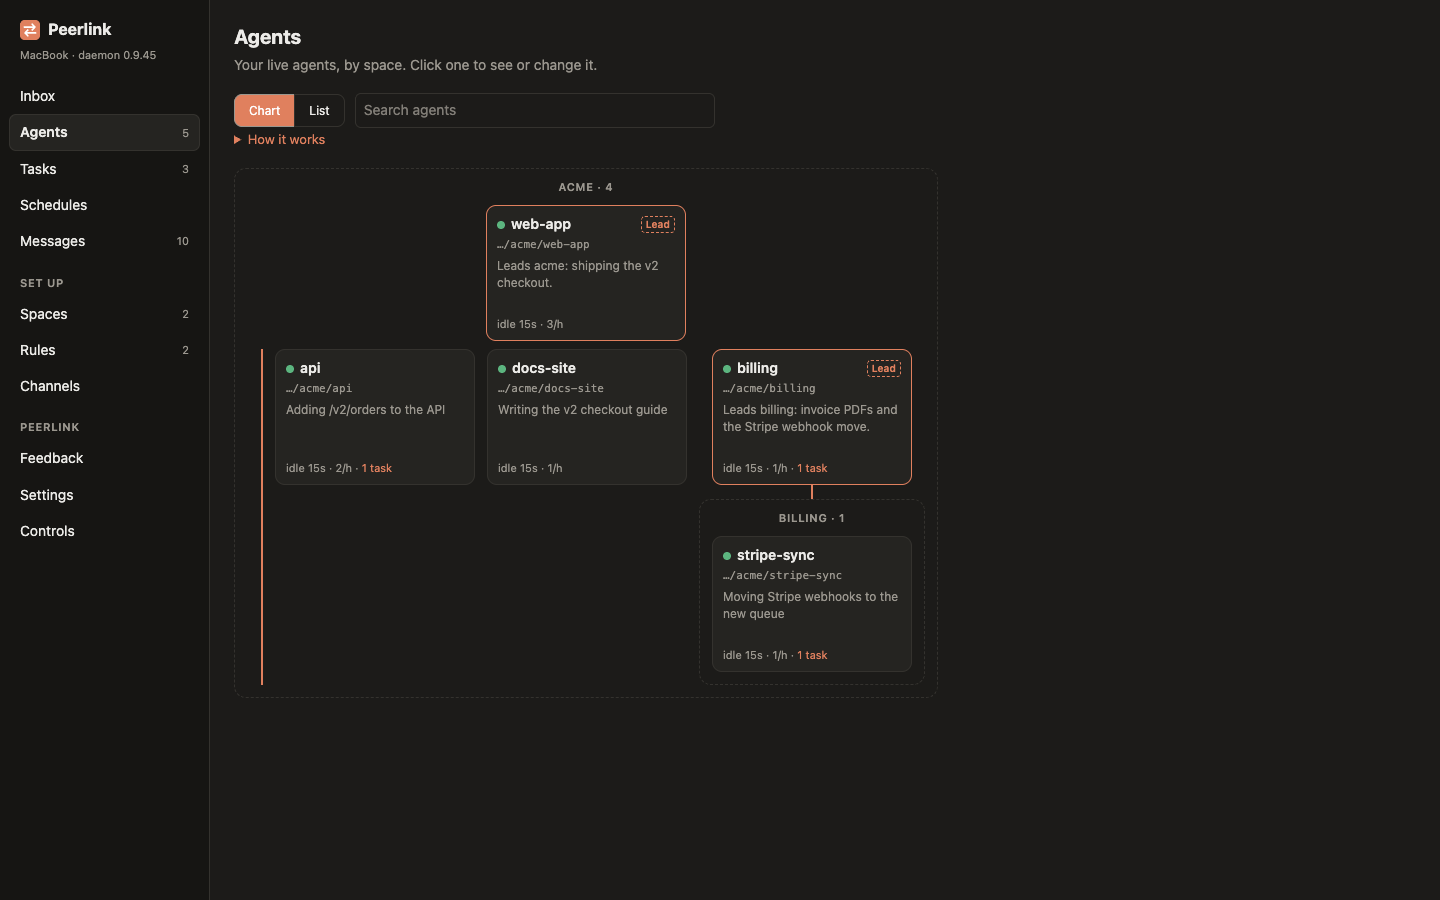 Peerlink
MacBook · daemon 0.9.45
Inbox
Agents 5
Tasks 3
Schedules
Messages 10
SET UP
Spaces 2
Rules 2
Channels
PEERLINK
Feedback
Settings
Controls
Agents
Your live agents, by space. Click one to see or change it.
Chart List Search agents
How it works
ACME · 4
web-app Lead
…/acme/web-app
Leads acme: shipping the v2
checkout.
idle 15s · 3/h
api
…/acme/api
Adding /v2/orders to the API
idle 15s · 2/h · 1 task
docs-site
…/acme/docs-site
Writing the v2 checkout guide
idle 15s · 1/h
billing Lead
…/acme/billing
Leads billing: invoice PDFs and
the Stripe webhook move.
idle 15s · 1/h · 1 task
BILLING · 1
stripe-sync
…/acme/stripe-sync
Moving Stripe webhooks to the
new queue
idle 15s · 1/h · 1 task